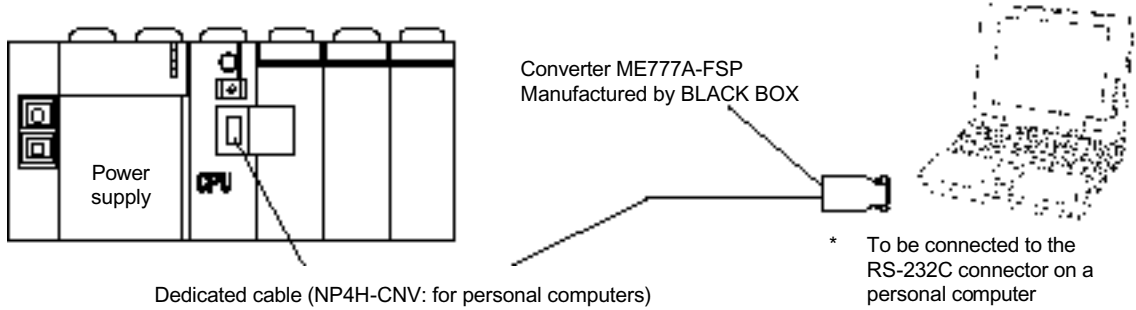 Converter ME777A-FSP
Manufactured by BLACK BOX
Power
supply
CPU
* To be connected to the
RS-232C connector on a
personal computer
Dedicated cable (NP4H-CNV: for personal computers)